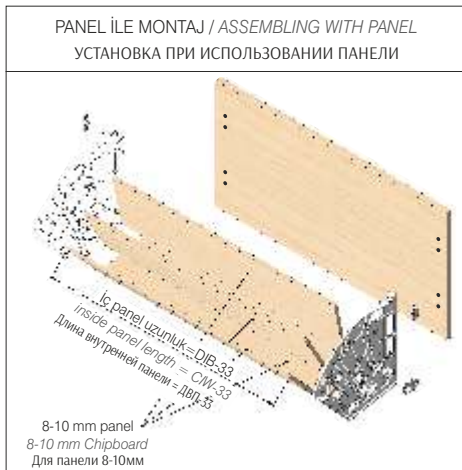 PANEL İLE MONTAJ / ASSEMBLING WITH PANEL
УСТАНОВКА ПРИ ИСПОЛЬЗОВАНИИ ПАНЕЛИ
İç panel uzunluk = DIB-33
inside panel length = CIW-33
Длина внутренней панели = ДВП-33
8-10 mm panel
8-10 mm Chipboard
Для панели 8-10мм